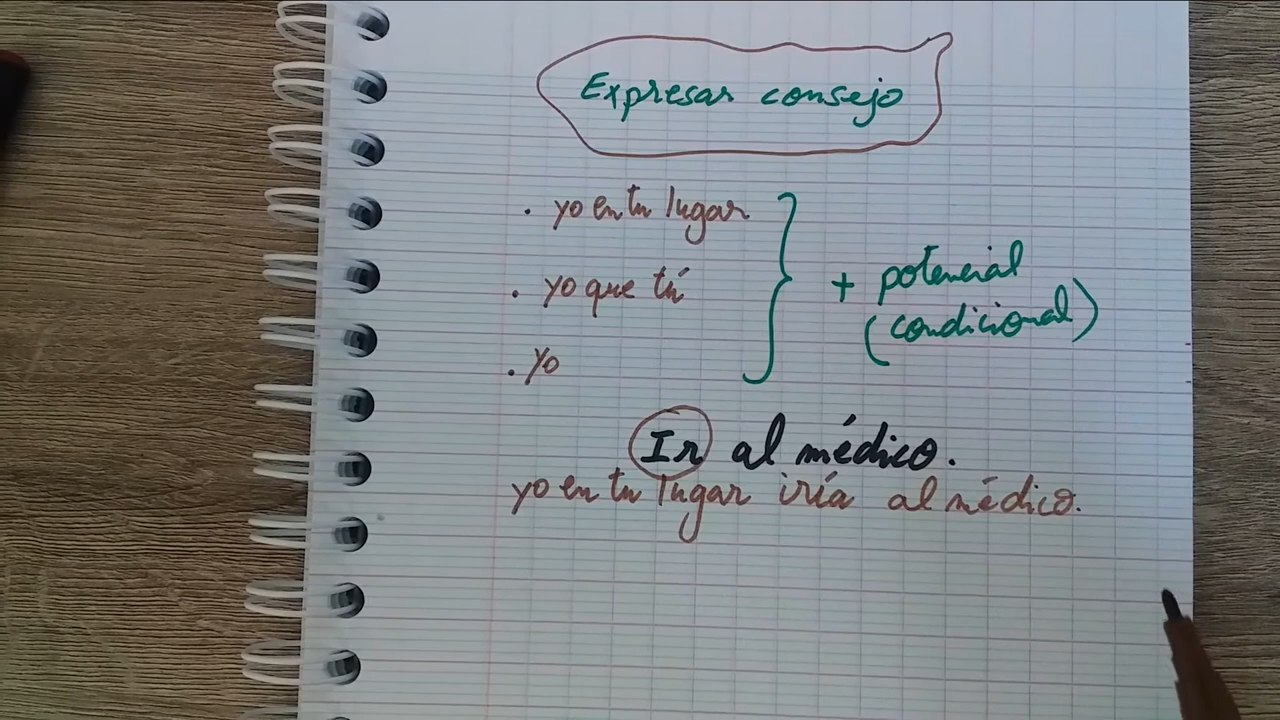 Expresar consejo
. yo en tu lugar
. yo que tú
. yo
+ potencial
(condicional)
Ir al médico.
yo en tu lugar iría al médico.